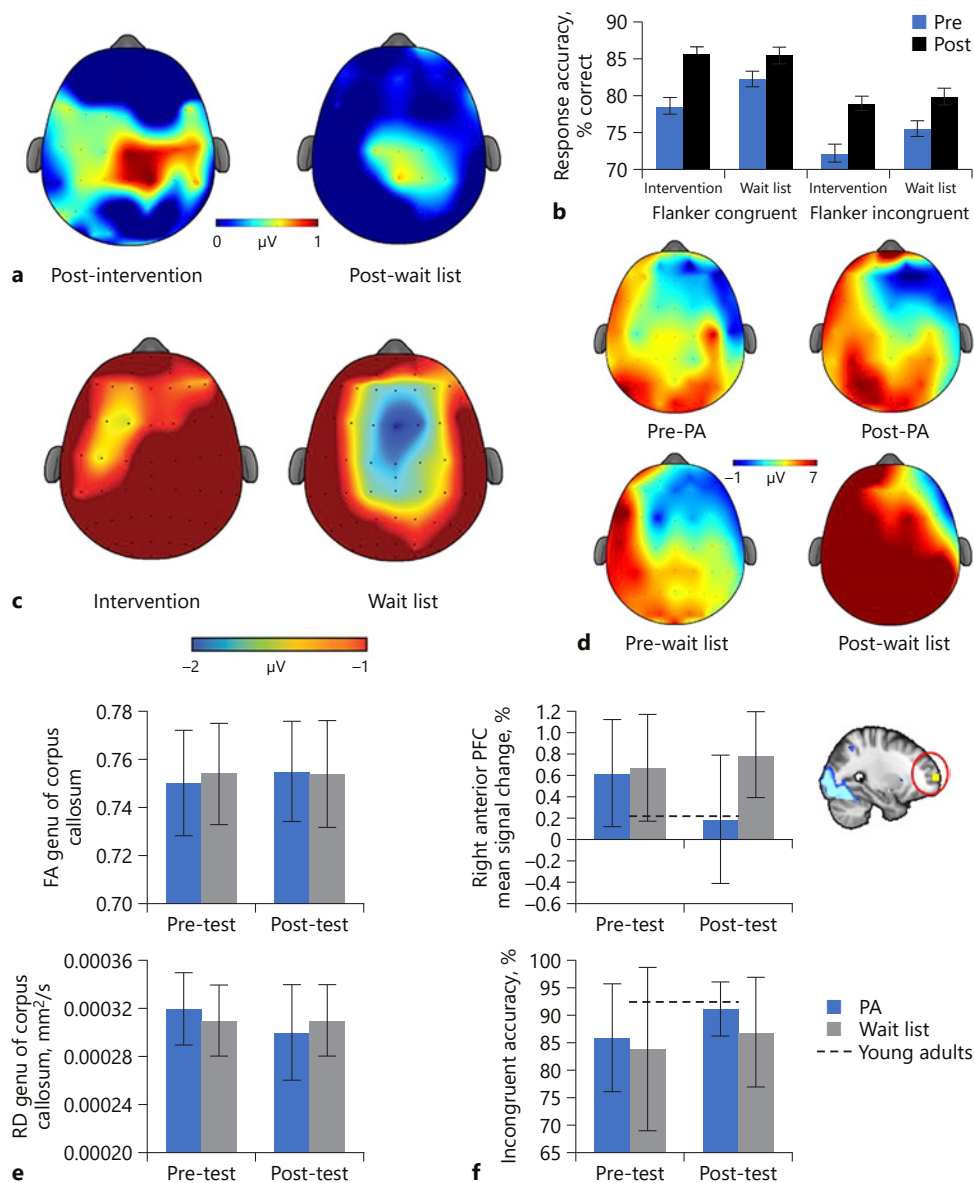 0
µV
1
Post-intervention
Post-wait list
a
Response accuracy,
% correct
90
85
80
75
70
Pre
Post
Intervention
Wait list
Intervention
Wait list
Flanker congruent
Flanker incongruent
b
Intervention
Wait list
c
–2
µV
–1
Pre-PA
Post-PA
–1
µV
7
Pre-wait list
Post-wait list
d
FA genu of corpus
callosum
0.78
0.76
0.74
0.72
0.70
Pre-test
Post-test
RD genu of corpus
callosum, mm²/s
0.00036
0.00032
0.00028
0.00024
0.00020
Pre-test
Post-test
e
Right anterior PFC
mean signal change, %
1.2
1.0
0.8
0.6
0.4
0.2
0
–0.2
–0.4
–0.6
Pre-test
Post-test
Incongruent accuracy, %
100
95
90
85
80
75
70
65
Pre-test
Post-test
PA
Wait list
Young adults
f